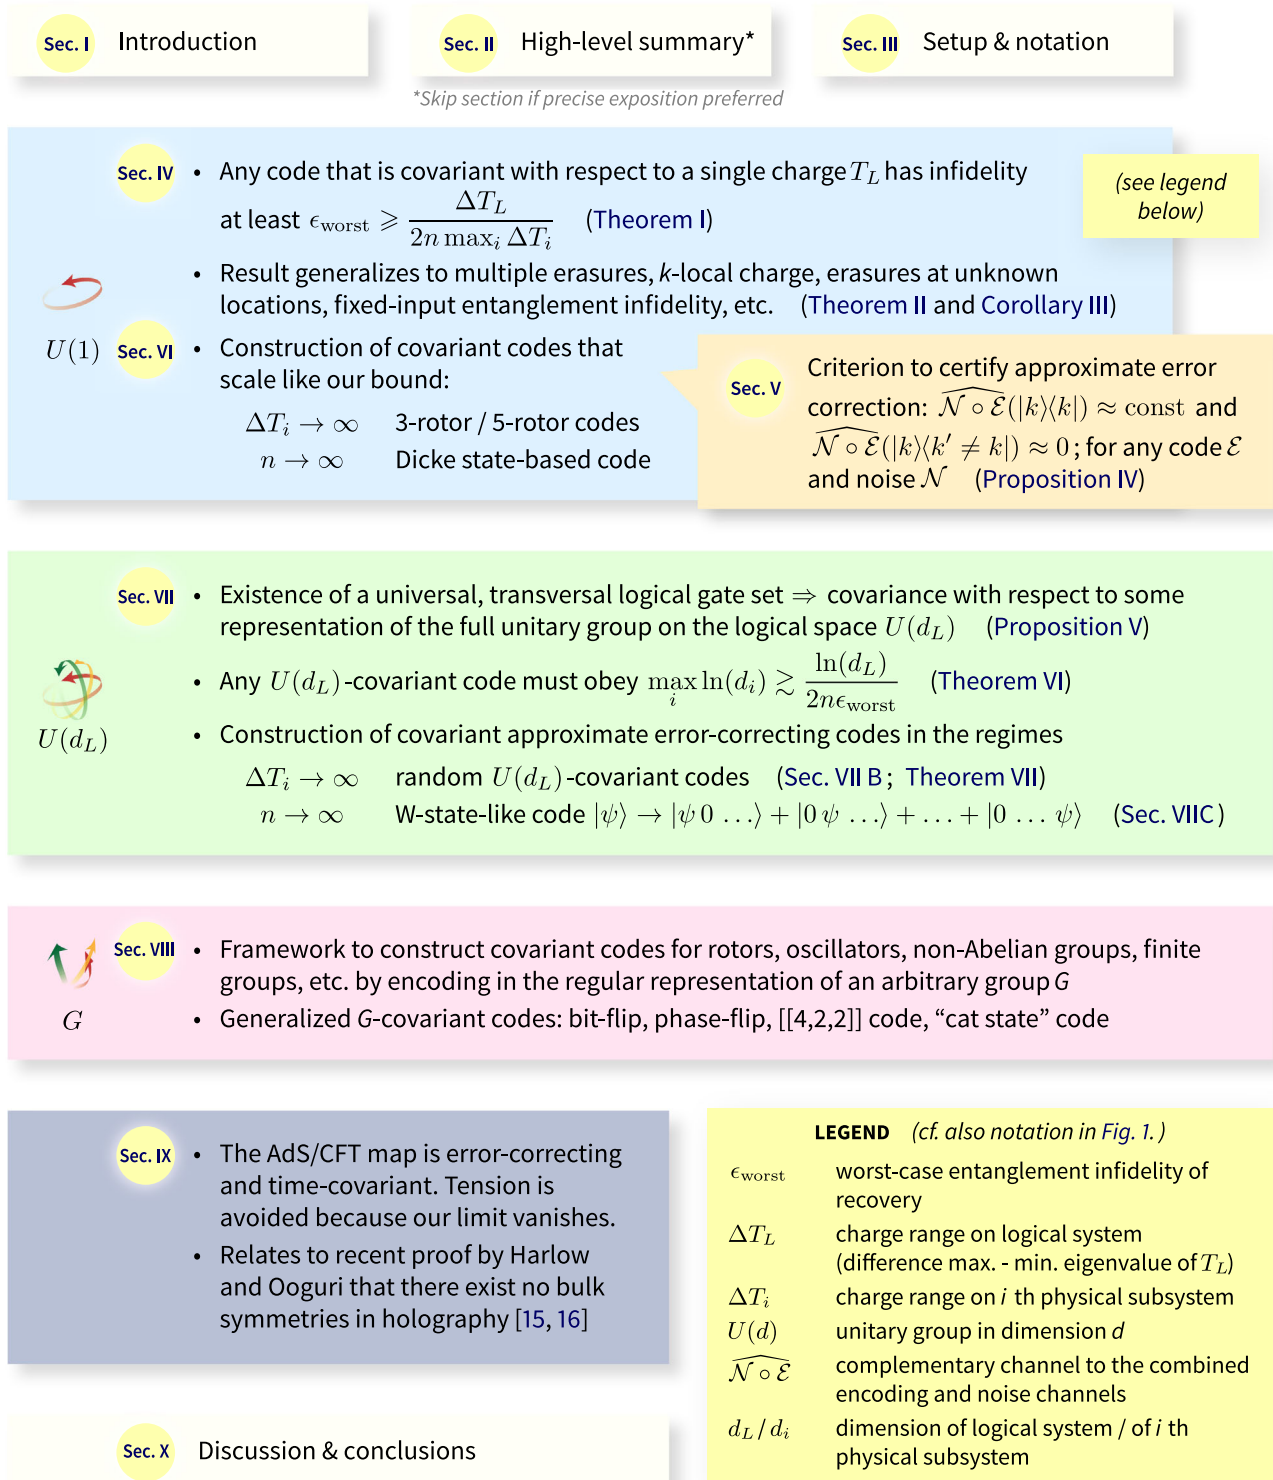 Sec. I Introduction
Sec. II High-level summary*
Sec. III Setup & notation
*Skip section if precise exposition preferred
Sec. IV • Any code that is covariant with respect to a single charge T_L has infidelity
at least ϵ_worst ⩾ ΔT_L / (2n max_i ΔT_i) (Theorem I)
(see legend
below)
• Result generalizes to multiple erasures, k-local charge, erasures at unknown
locations, fixed-input entanglement infidelity, etc. (Theorem II and Corollary III)
U(1)
Sec. VI • Construction of covariant codes that
scale like our bound:
ΔT_i → ∞ 3-rotor / 5-rotor codes
n → ∞ Dicke state-based code
Sec. V Criterion to certify approximate error
correction: \widehat{𝒩 ∘ ℰ}(|k⟩⟨k|) ≈ const and
\widehat{𝒩 ∘ ℰ}(|k⟩⟨k′ ≠ k|) ≈ 0 ; for any code ℰ
and noise 𝒩 (Proposition IV)
Sec. VII • Existence of a universal, transversal logical gate set ⇒ covariance with respect to some
representation of the full unitary group on the logical space U(d_L) (Proposition V)
• Any U(d_L)-covariant code must obey max_i ln(d_i) ≳ ln(d_L) / (2nϵ_worst) (Theorem VI)
U(d_L)
• Construction of covariant approximate error-correcting codes in the regimes
ΔT_i → ∞ random U(d_L)-covariant codes (Sec. VII B ; Theorem VII)
n → ∞ W-state-like code |ψ⟩ → |ψ 0 …⟩ + |0 ψ …⟩ + … + |0 … ψ⟩ (Sec. VIIC )
Sec. VIII • Framework to construct covariant codes for rotors, oscillators, non-Abelian groups, finite
groups, etc. by encoding in the regular representation of an arbitrary group G
G
• Generalized G-covariant codes: bit-flip, phase-flip, [[4,2,2]] code, “cat state” code
Sec. IX • The AdS/CFT map is error-correcting
and time-covariant. Tension is
avoided because our limit vanishes.
• Relates to recent proof by Harlow
and Ooguri that there exist no bulk
symmetries in holography [15, 16]
Sec. X Discussion & conclusions
LEGEND (cf. also notation in Fig. 1. )
ϵ_worst worst-case entanglement infidelity of
recovery
ΔT_L charge range on logical system
(difference max. - min. eigenvalue of T_L)
ΔT_i charge range on i th physical subsystem
U(d) unitary group in dimension d
\widehat{𝒩 ∘ ℰ} complementary channel to the combined
encoding and noise channels
d_L/d_i dimension of logical system / of i th
physical subsystem